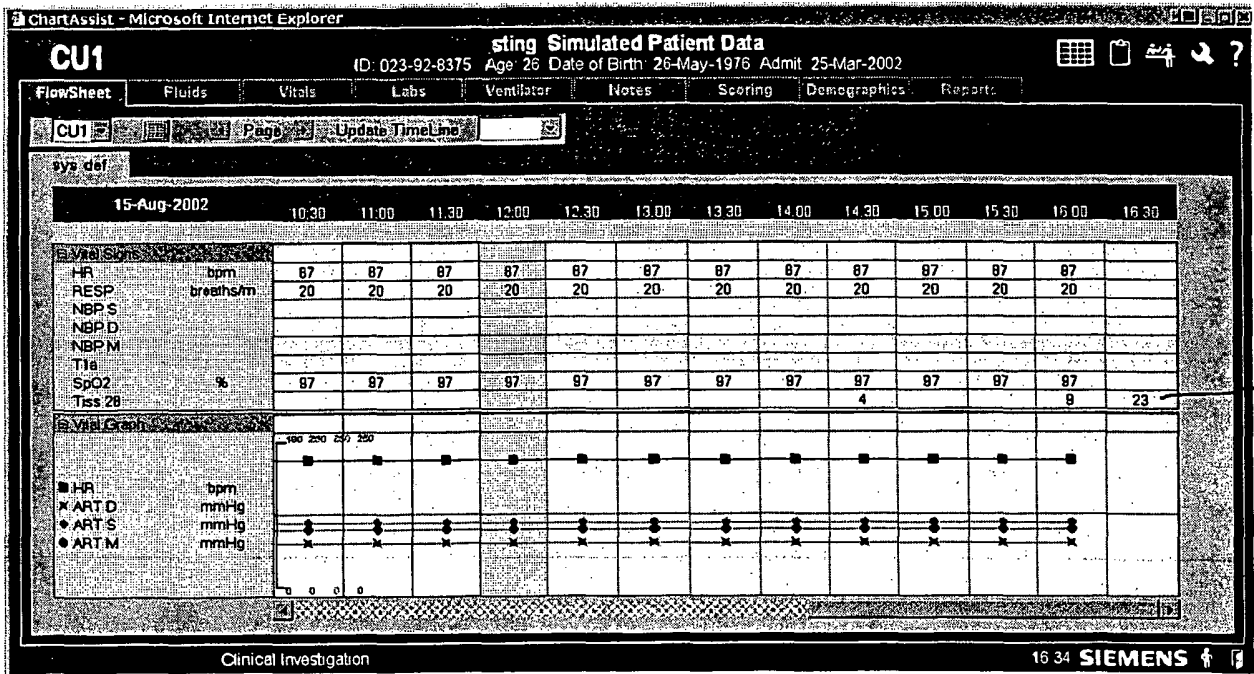 ChartAssist - Microsoft Internet Explorer
CU1
sting Simulated Patient Data
ID: 023-92-8375 Age: 26 Date of Birth: 26-May-1976 Admit 25-Mar-2002
?
FlowSheet Fluids Vitals Labs Ventilator Notes Scoring Demographics Reports
CU1 Page Update TimeLine
sys def
15-Aug-2002 10:30 11:00 11:30 12:00 12:30 13:00 13:30 14:00 14:30 15:00 15:30 16:00 16:30
Vital Signs
HR bpm 87 87 87 87 87 87 87 87 87 87 87 87
RESP breaths/m 20 20 20 20 20 20 20 20 20 20 20 20
NBP S
NBP D
NBP M
T1a
SpO2 % 97 97 97 97 97 97 97 97 97 97 97 97
Tiss 28 4 9 23
Vital Graph
250 250
HR bpm
ART D mmHg
ART S mmHg
ART M mmHg
0 0 0 0
Clinical Investigation
16 34 SIEMENS